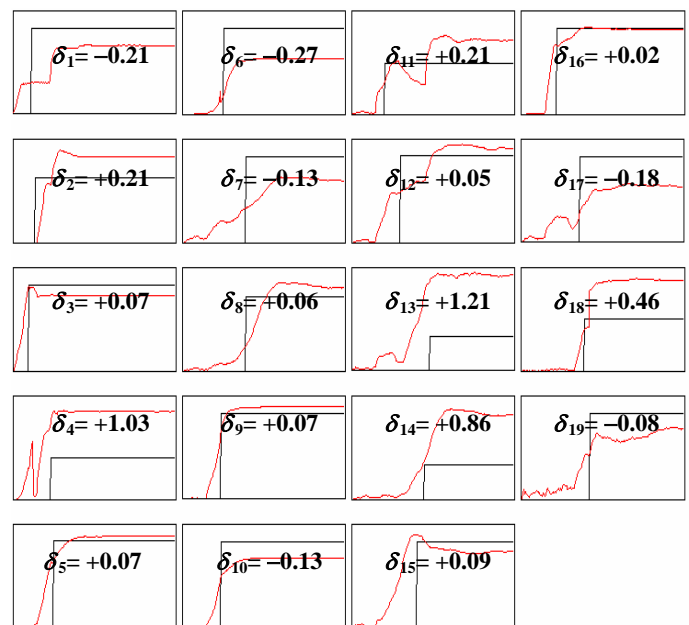 δ1= −0.21
δ6= −0.27
δ11= +0.21
δ16= +0.02
δ2= +0.21
δ7= −0.13
δ12= +0.05
δ17= −0.18
δ3= +0.07
δ8= +0.06
δ13= +1.21
δ18= +0.46
δ4= +1.03
δ9= +0.07
δ14= +0.86
δ19= −0.08
δ5= +0.07
δ10= −0.13
δ15= +0.09